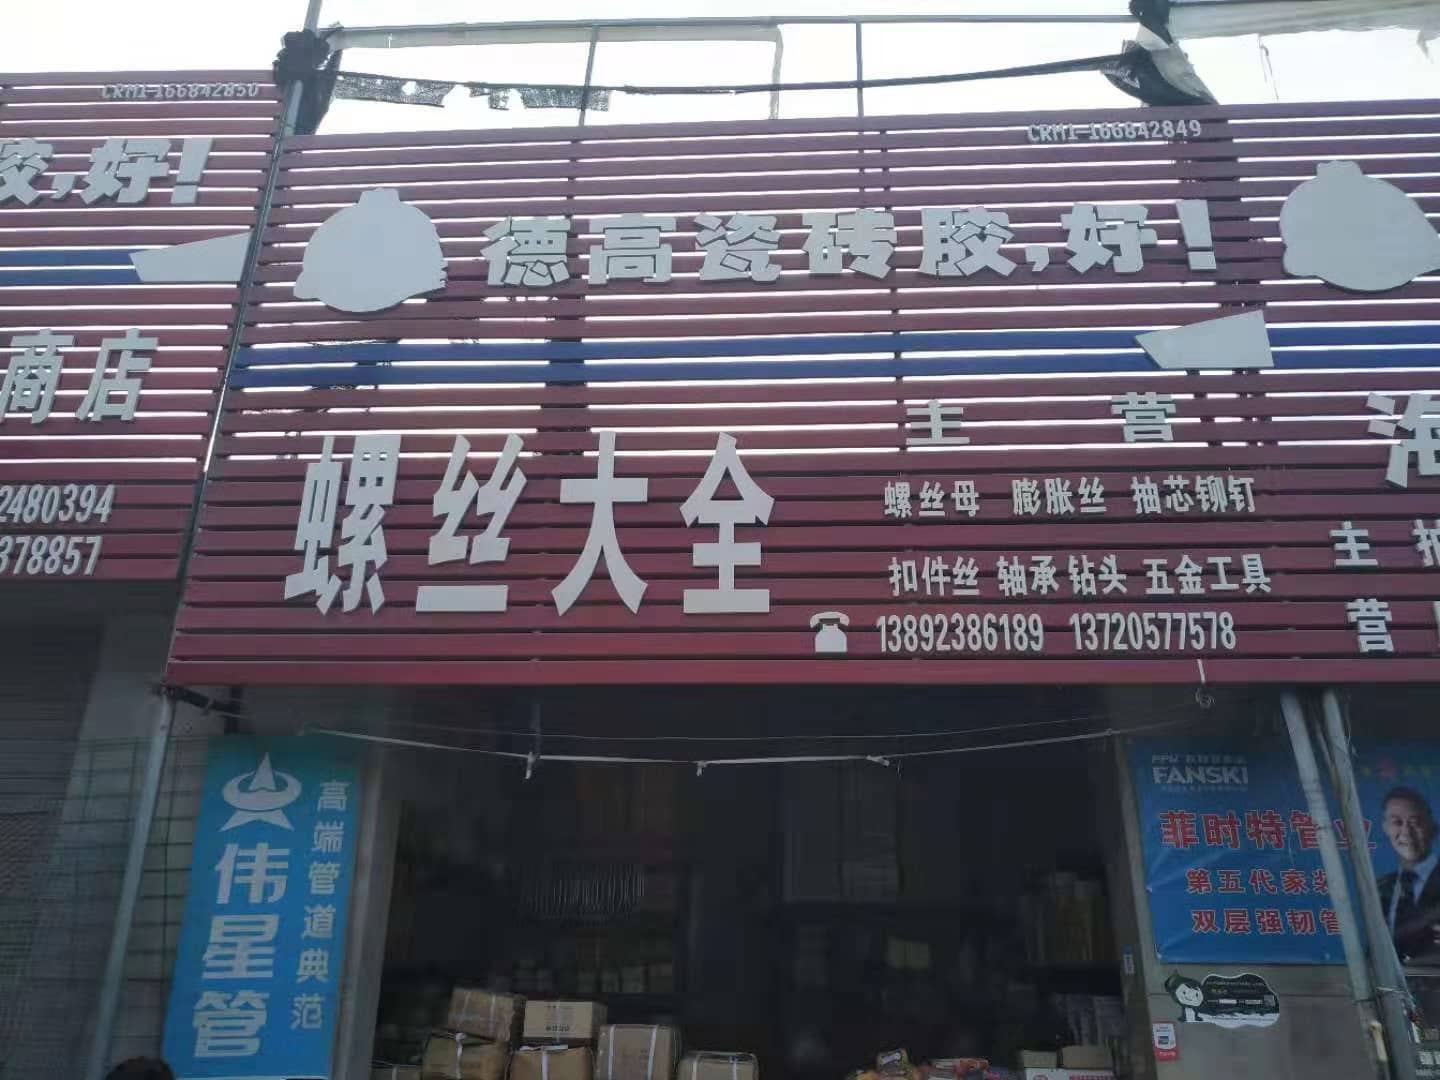 CRM1-166842850
胶,好!
商店
2480394
378857
CRM1-166842849
德高瓷砖胶,好!
螺丝大全
主营
螺丝母 膨胀丝 抽芯铆钉
扣件丝 轴承 钻头 五金工具
13892386189 13720577578
海
主
营
伟星管
高端管道典范
FANSKI
菲时特管业
第五代家装
双层强韧管